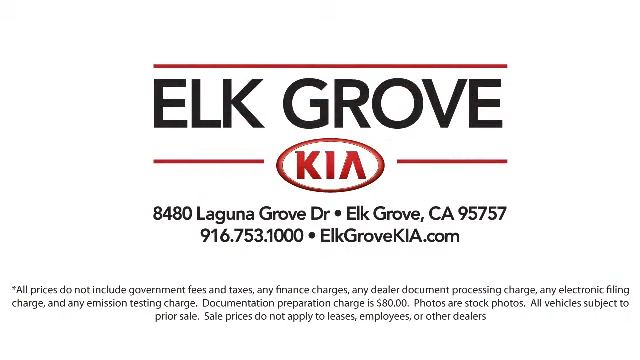 ELK GROVE
KIA
8480 Laguna Grove Dr • Elk Grove, CA 95757
916.753.1000 • ElkGroveKIA.com
*All prices do not include government fees and taxes, any finance charges, any dealer document processing charge, any electronic filing
charge, and any emission testing charge. Documentation preparation charge is $80.00. Photos are stock photos. All vehicles subject to
prior sale. Sale prices do not apply to leases, employees, or other dealers